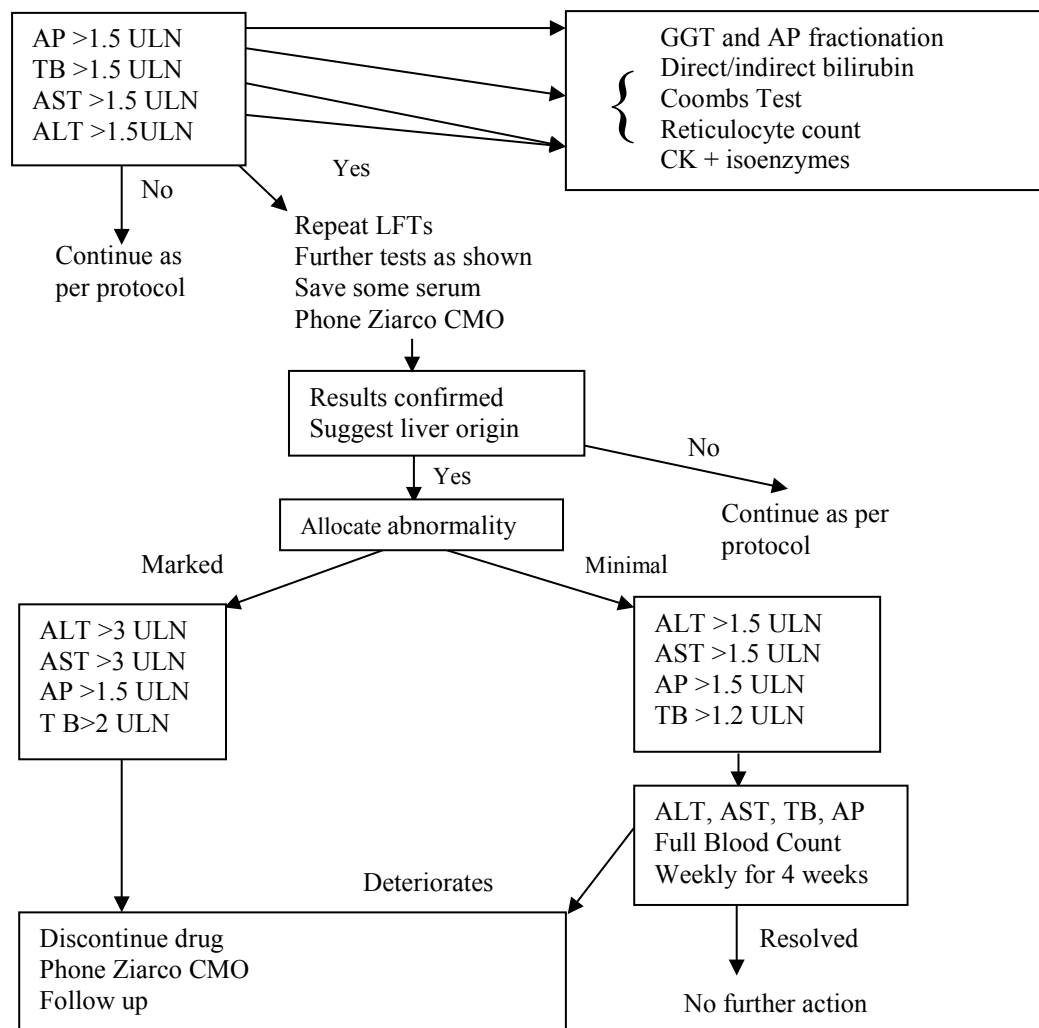 AP >1.5 ULN
TB >1.5 ULN
AST >1.5 ULN
ALT >1.5ULN
GGT and AP fractionation
Direct/indirect bilirubin
Coombs Test
Reticulocyte count
CK + isoenzymes
No
Yes
Continue as
per protocol
Repeat LFTs
Further tests as shown
Save some serum
Phone Ziarco CMO
Results confirmed
Suggest liver origin
No
Yes
Continue as per
protocol
Allocate abnormality
Marked
Minimal
ALT >3 ULN
AST >3 ULN
AP >1.5 ULN
T B>2 ULN
ALT >1.5 ULN
AST >1.5 ULN
AP >1.5 ULN
TB >1.2 ULN
ALT, AST, TB, AP
Full Blood Count
Weekly for 4 weeks
Deteriorates
Discontinue drug
Phone Ziarco CMO
Follow up
Resolved
No further action